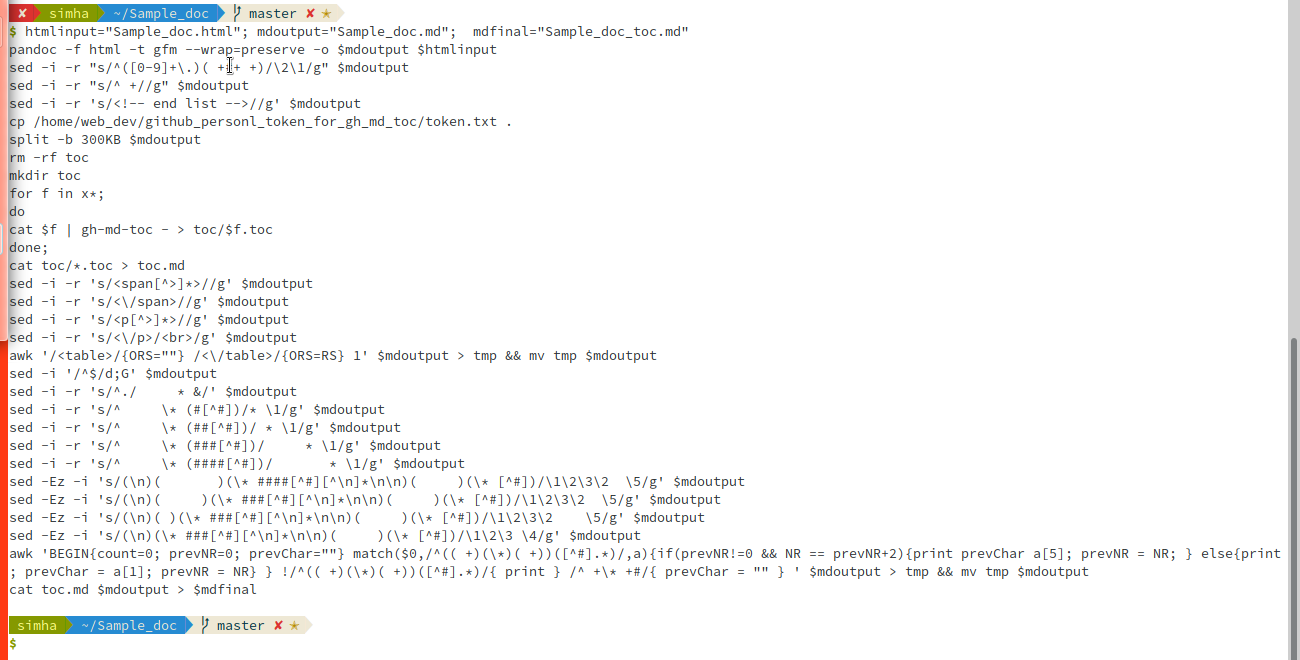 ✘ simha ~/Sample_doc master ✘ ★
$ htmlinput="Sample_doc.html"; mdoutput="Sample_doc.md";  mdfinal="Sample_doc_toc.md"
pandoc -f html -t gfm --wrap=preserve -o $mdoutput $htmlinput
sed -i -r "s/^([0-9]+\.)( +)+ +)/\2\1/g" $mdoutput
sed -i -r "s/^ +//g" $mdoutput
sed -i -r 's/<!-- end list -->//g' $mdoutput
cp /home/web_dev/github_personl_token_for_gh_md_toc/token.txt .
split -b 300KB $mdoutput
rm -rf toc
mkdir toc
for f in x*;
do
cat $f | gh-md-toc - > toc/$f.toc
done;
cat toc/*.toc > toc.md
sed -i -r 's/<span[^>]*>//g' $mdoutput
sed -i -r 's/<\/span>//g' $mdoutput
sed -i -r 's/<p[^>]*>//g' $mdoutput
sed -i -r 's/<\/p>/<br>/g' $mdoutput
awk '/<table>/{ORS=""} /<\/table>/{ORS=RS} 1' $mdoutput > tmp && mv tmp $mdoutput
sed -i '/^$/d;G' $mdoutput
sed -i -r 's/^./     * &/' $mdoutput
sed -i -r 's/^     \* (#[^#])/* \1/g' $mdoutput
sed -i -r 's/^     \* (##[^#])/ * \1/g' $mdoutput
sed -i -r 's/^     \* (###[^#])/     * \1/g' $mdoutput
sed -i -r 's/^     \* (####[^#])/       * \1/g' $mdoutput
sed -Ez -i 's/(\n)(       )(\* ####[^#][^\n]*\n\n)(     )(\* [^#])/\1\2\3\2  \5/g' $mdoutput
sed -Ez -i 's/(\n)(     )(\* ###[^#][^\n]*\n\n)(     )(\* [^#])/\1\2\3\2  \5/g' $mdoutput
sed -Ez -i 's/(\n)( )(\* ###[^#][^\n]*\n\n)(     )(\* [^#])/\1\2\3\2    \5/g' $mdoutput
sed -Ez -i 's/(\n)(\* ###[^#][^\n]*\n\n)(     )(\* [^#])/\1\2\3 \4/g' $mdoutput
awk 'BEGIN{count=0; prevNR=0; prevChar=""} match($0,/^(( +)(\*)( +))([^#].*)/,a){if(prevNR!=0 && NR == prevNR+2){print prevChar a[5]; prevNR = NR; } else{print
; prevChar = a[1]; prevNR = NR} } !/^(( +)(\*)( +))([^#].*)/{ print } /^ +\* +#/{ prevChar = "" } ' $mdoutput > tmp && mv tmp $mdoutput
cat toc.md $mdoutput > $mdfinal
simha ~/Sample_doc master ✘ ★
$